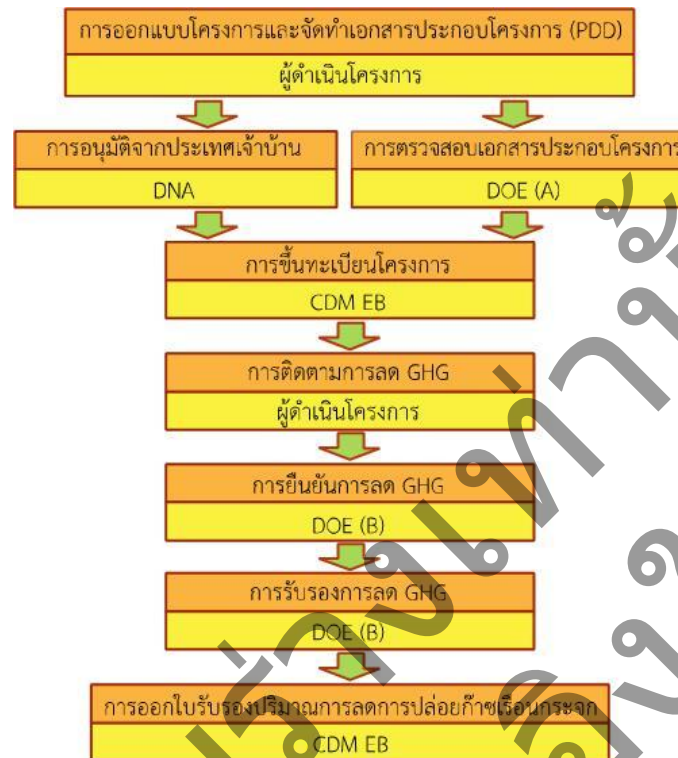 การออกแบบโครงการและจัดทำเอกสารประกอบโครงการ (PDD)
ผู้ดำเนินโครงการ
การอนุมัติจากประเทศเจ้าบ้าน
DNA
การตรวจสอบเอกสารประกอบโครงการ
DOE (A)
การขึ้นทะเบียนโครงการ
CDM EB
การติดตามการลด GHG
ผู้ดำเนินโครงการ
การยืนยันการลด GHG
DOE (B)
การรับรองการลด GHG
DOE (B)
การออกใบรับรองปริมาณการลดการปล่อยก๊าซเรือนกระจก
CDM EB